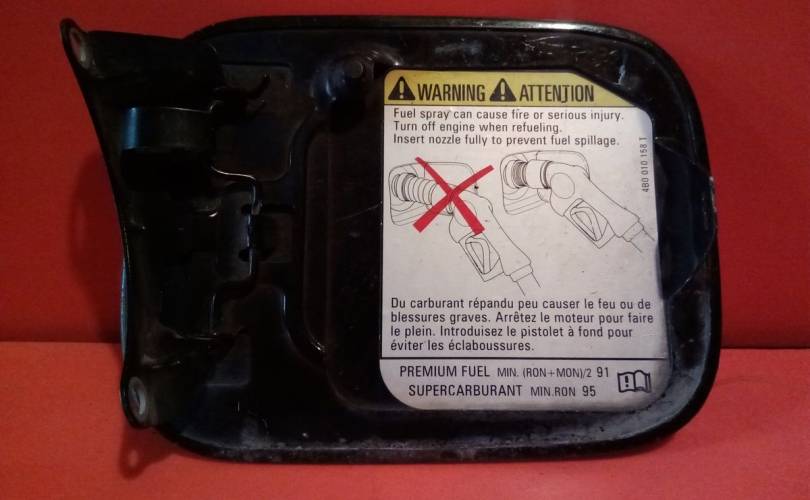 WARNING ATTENTION
Fuel spray can cause fire or serious injury.
Turn off engine when refueling.
Insert nozzle fully to prevent fuel spillage.
4B0 010 158 T
Du carburant répandu peu causer le feu ou de
blessures graves. Arrêtez le moteur pour faire
le plein. Introduisez le pistolet à fond pour
éviter les éclaboussures.
PREMIUM FUEL MIN. (RON+MON)/2 91
SUPERCARBURANT MIN.RON 95